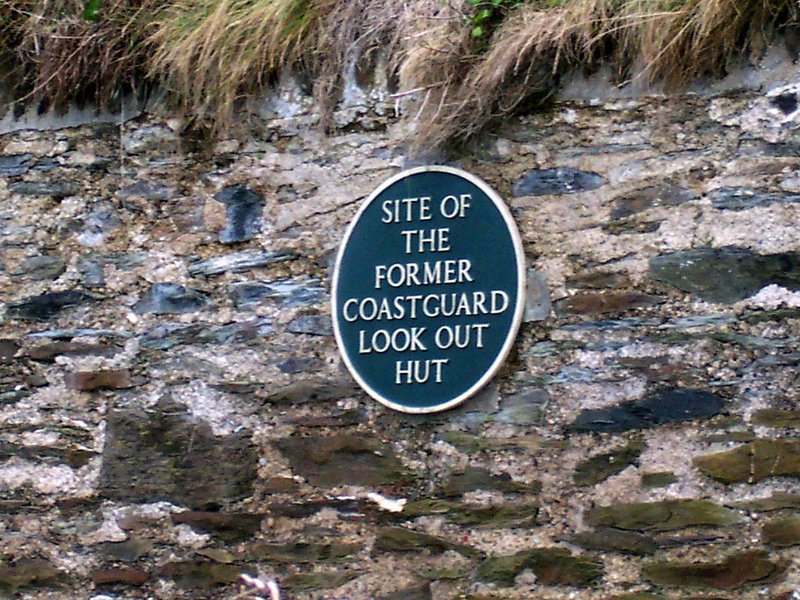 SITE OF
THE
FORMER
COASTGUARD
LOOK OUT
HUT